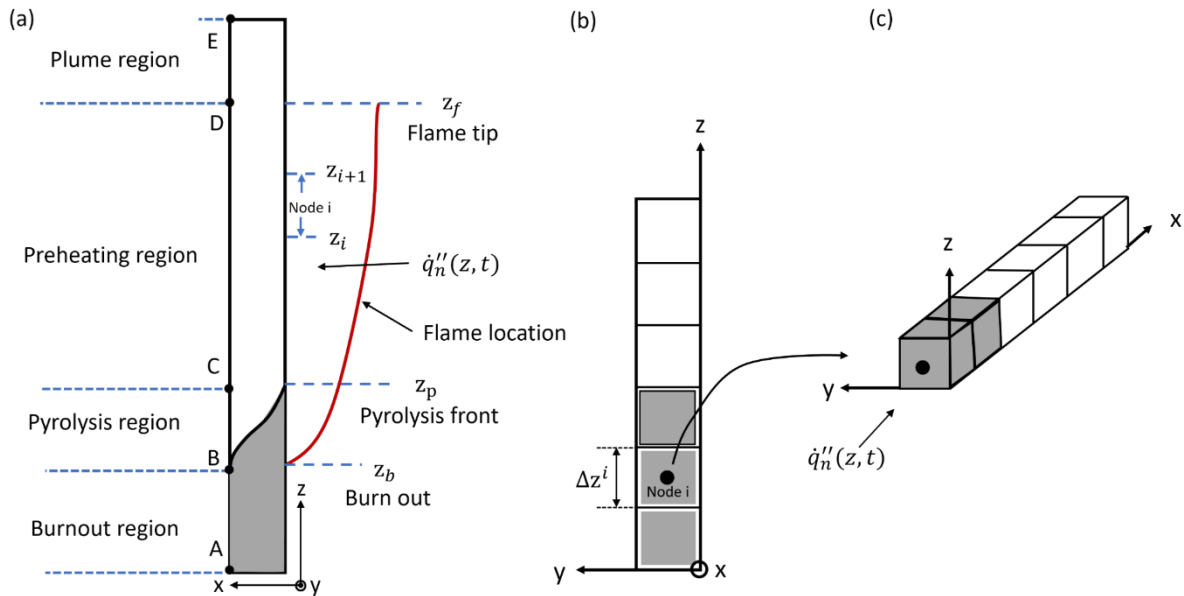 (a)
E
Plume region
D
z_f
Flame tip
z_{i+1}
Node i
z_i
Preheating region
q̇″_n(z, t)
Flame location
C
z_p
Pyrolysis front
Pyrolysis region
B
z_b
Burn out
z
Burnout region
A
x
y
(b)
z
Δz^i
Node i
y
x
(c)
x
z
y
q̇″_n(z, t)